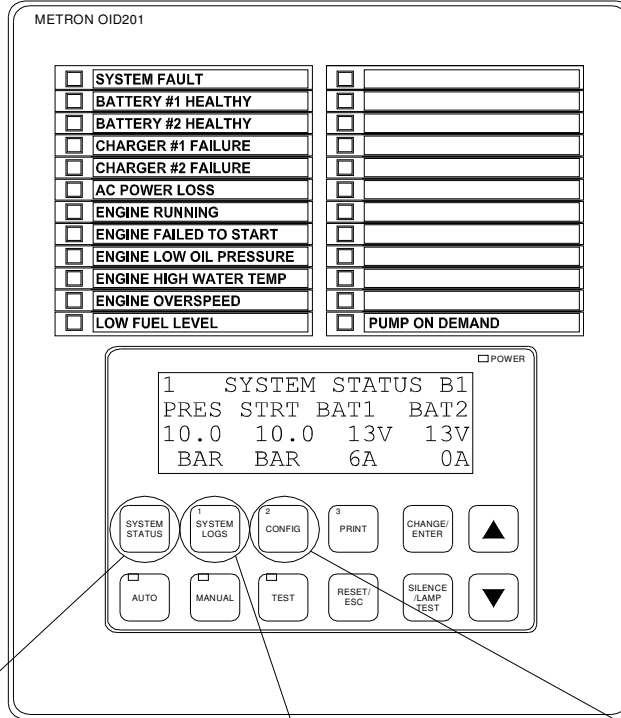 METRON OID201
SYSTEM FAULT
BATTERY #1 HEALTHY
BATTERY #2 HEALTHY
CHARGER #1 FAILURE
CHARGER #2 FAILURE
AC POWER LOSS
ENGINE RUNNING
ENGINE FAILED TO START
ENGINE LOW OIL PRESSURE
ENGINE HIGH WATER TEMP
ENGINE OVERSPEED
LOW FUEL LEVEL
PUMP ON DEMAND
POWER
1 SYSTEM STATUS B1
PRES STRT BAT1 BAT2
10.0 10.0 13V 13V
BAR BAR 6A 0A
SYSTEM
STATUS
1
SYSTEM
LOGS
2
CONFIG
3
PRINT
CHANGE/
ENTER
AUTO
MANUAL
TEST
RESET/
ESC
SILENCE
/LAMP
TEST